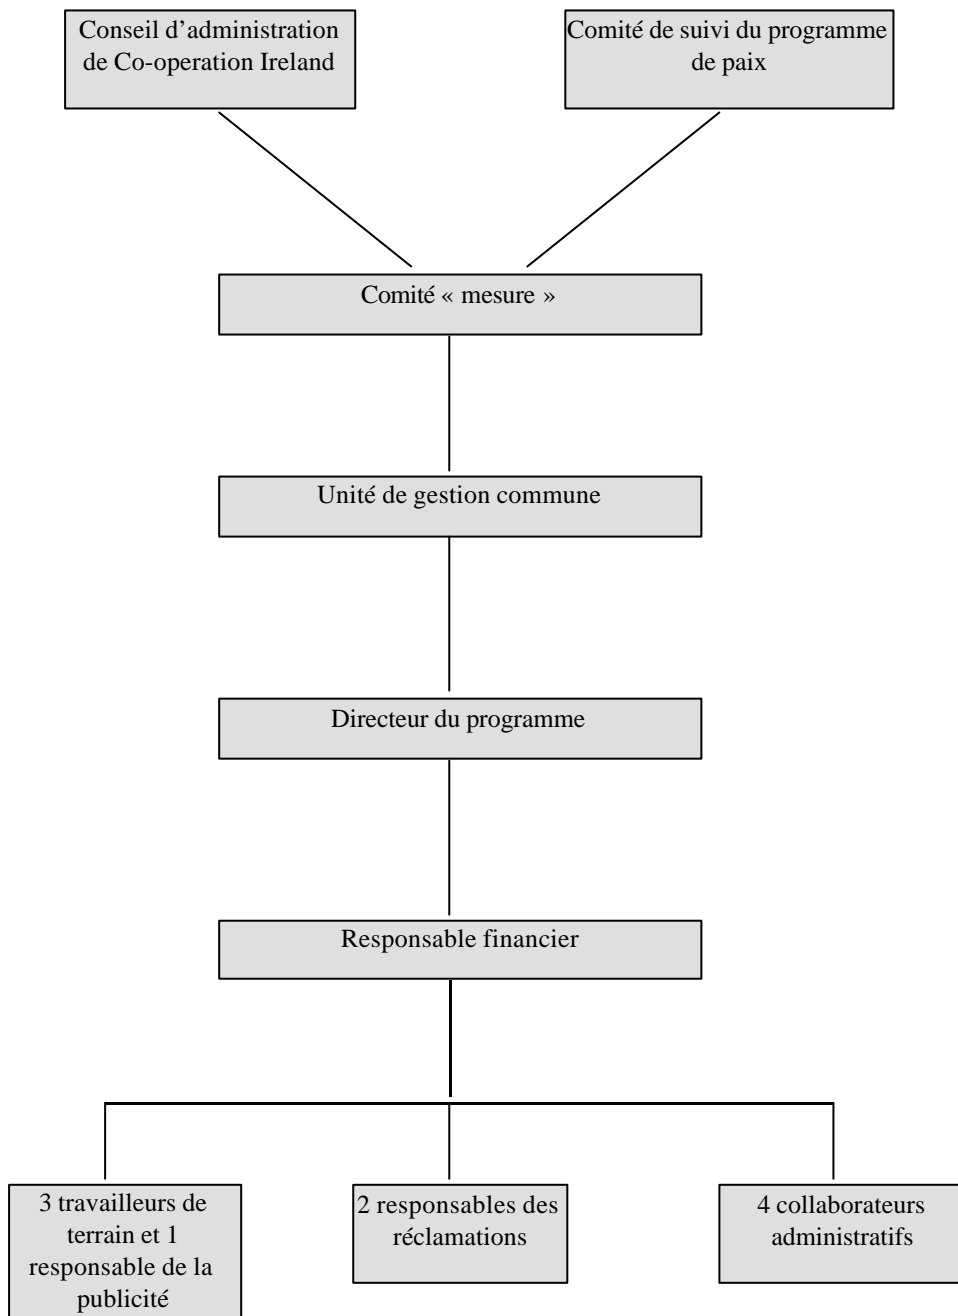 Conseil d’administration
de Co-operation Ireland
Comité de suivi du programme
de paix
Comité « mesure »
Unité de gestion commune
Directeur du programme
Responsable financier
3 travailleurs de
terrain et 1
responsable de la
publicité
2 responsables des
réclamations
4 collaborateurs
administratifs